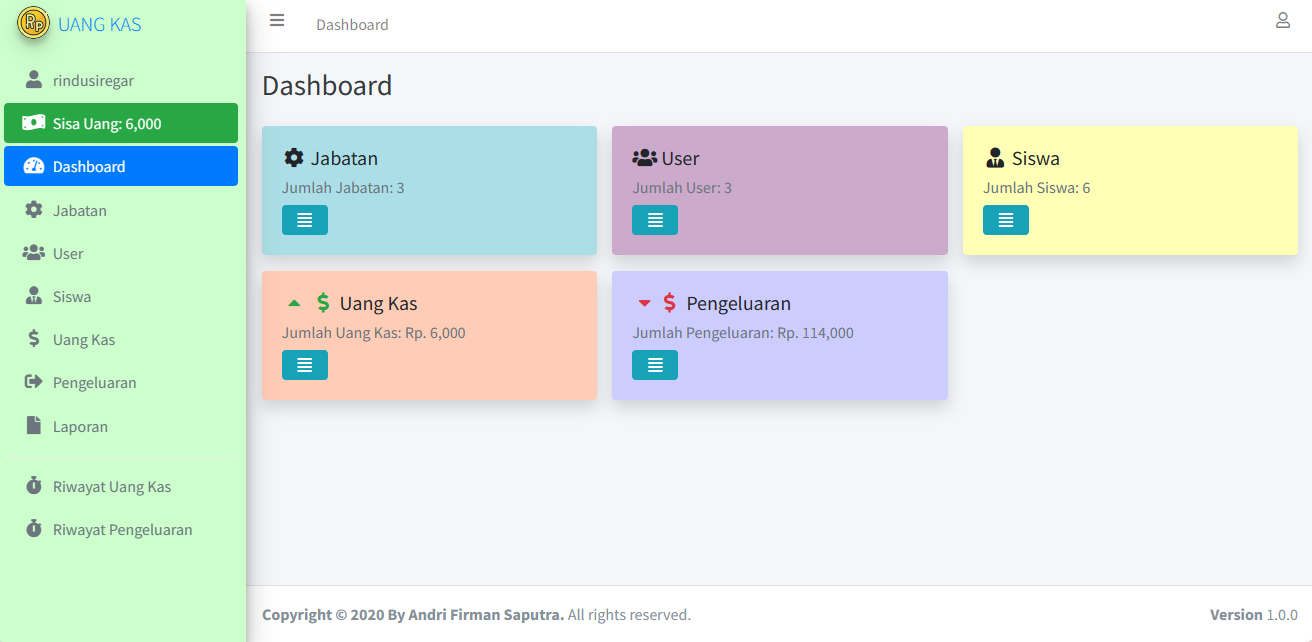 UANG KAS
rindusiregar
Sisa Uang: 6,000
Dashboard
Jabatan
User
Siswa
Uang Kas
Pengeluaran
Laporan
Riwayat Uang Kas
Riwayat Pengeluaran
Dashboard
Dashboard
Jabatan
Jumlah Jabatan: 3
User
Jumlah User: 3
Siswa
Jumlah Siswa: 6
$ Uang Kas
Jumlah Uang Kas: Rp. 6,000
$ Pengeluaran
Jumlah Pengeluaran: Rp. 114,000
Copyright © 2020 By Andri Firman Saputra. All rights reserved.
Version 1.0.0